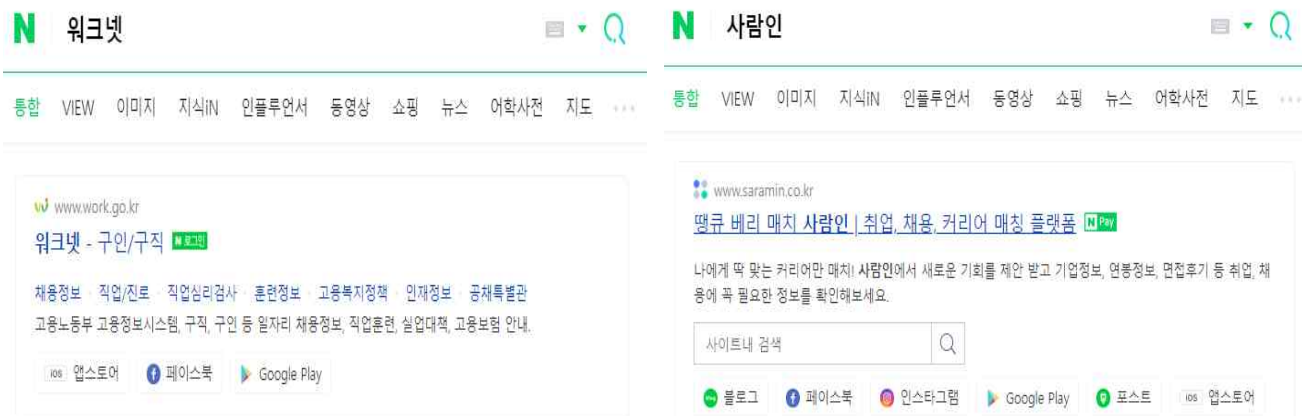 N 워크넷
통합 VIEW 이미지 지식iN 인플루언서 동영상 쇼핑 뉴스 어학사전 지도
www.work.go.kr
워크넷 - 구인/구직 N 로그인
채용정보 · 직업/진로 · 직업심리검사 · 훈련정보 · 고용복지정책 · 인재정보 · 공채특별관
고용노동부 고용정보시스템, 구직, 구인 등 일자리 채용정보, 직업훈련, 실업대책, 고용보험 안내.
iOS 앱스토어 페이스북 Google Play
N 사람인
통합 VIEW 이미지 지식iN 인플루언서 동영상 쇼핑 뉴스 어학사전 지도
www.saramin.co.kr
땡큐 베리 매치 사람인 | 취업, 채용, 커리어 매칭 플랫폼 N Pay
나에게 딱 맞는 커리어만 매치! 사람인에서 새로운 기회를 제안 받고 기업정보, 연봉정보, 면접후기 등 취업, 채
용에 꼭 필요한 정보를 확인해보세요.
사이트내 검색
블로그 페이스북 인스타그램 Google Play 포스트 iOS 앱스토어